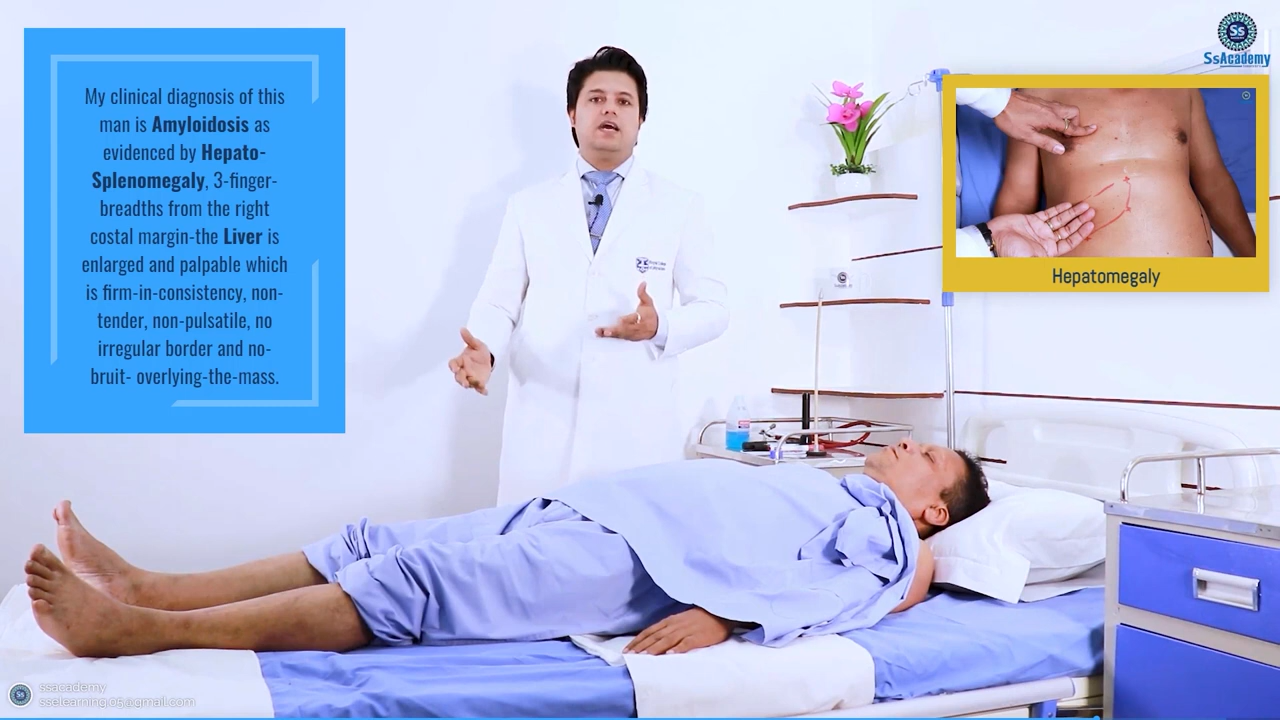 My clinical diagnosis of this
man is Amyloidosis as
evidenced by Hepato-
Splenomegaly, 3-finger-
breadths from the right
costal margin-the Liver is
enlarged and palpable which
is firm-in-consistency, non-
tender, non-pulsatile, no
irregular border and no-
bruit- overlying-the-mass.
Ss
SsAcademy
Hepatomegaly
Ss
ssacademy
sselearning.05@gmail.com